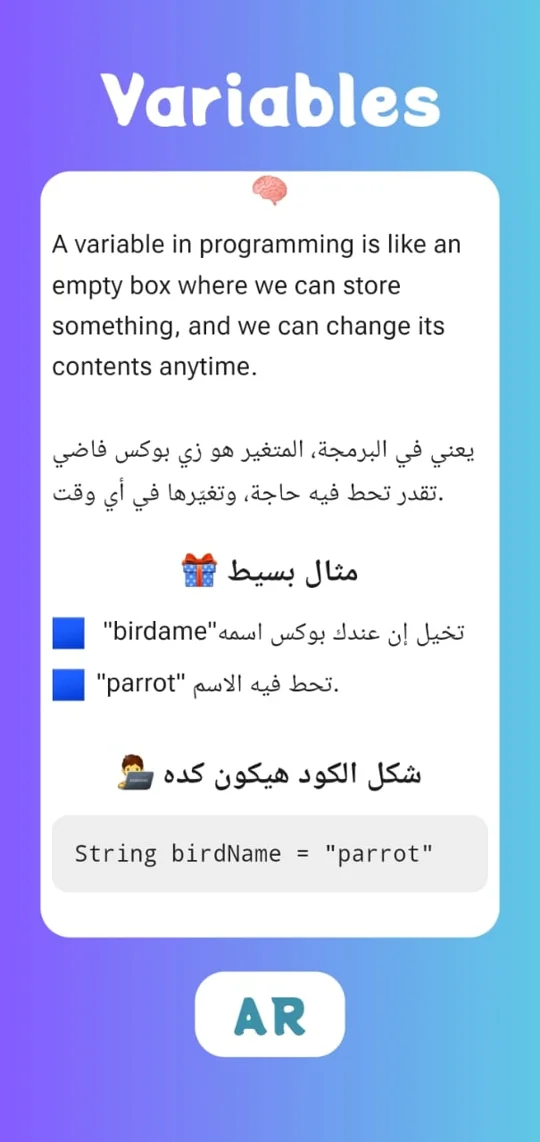 Variables
A variable in programming is like an
empty box where we can store
something, and we can change its
contents anytime.
يعني في البرمجة، المتغير هو زي بوكس فاضي
تقدر تحط فيه حاجة، وتغيّرها في أي وقت.
مثال بسيط
تخيل إن عندك بوكس اسمه"birdame"
"parrot" تحط فيه الاسم.
شكل الكود هيكون كده
String birdName = "parrot"
AR